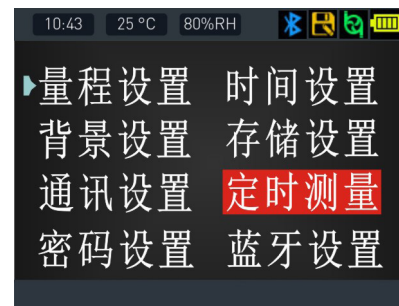 10:43 25 °C 80%RH
量程设置 时间设置
背景设置 存储设置
通讯设置 定时测量
密码设置 蓝牙设置